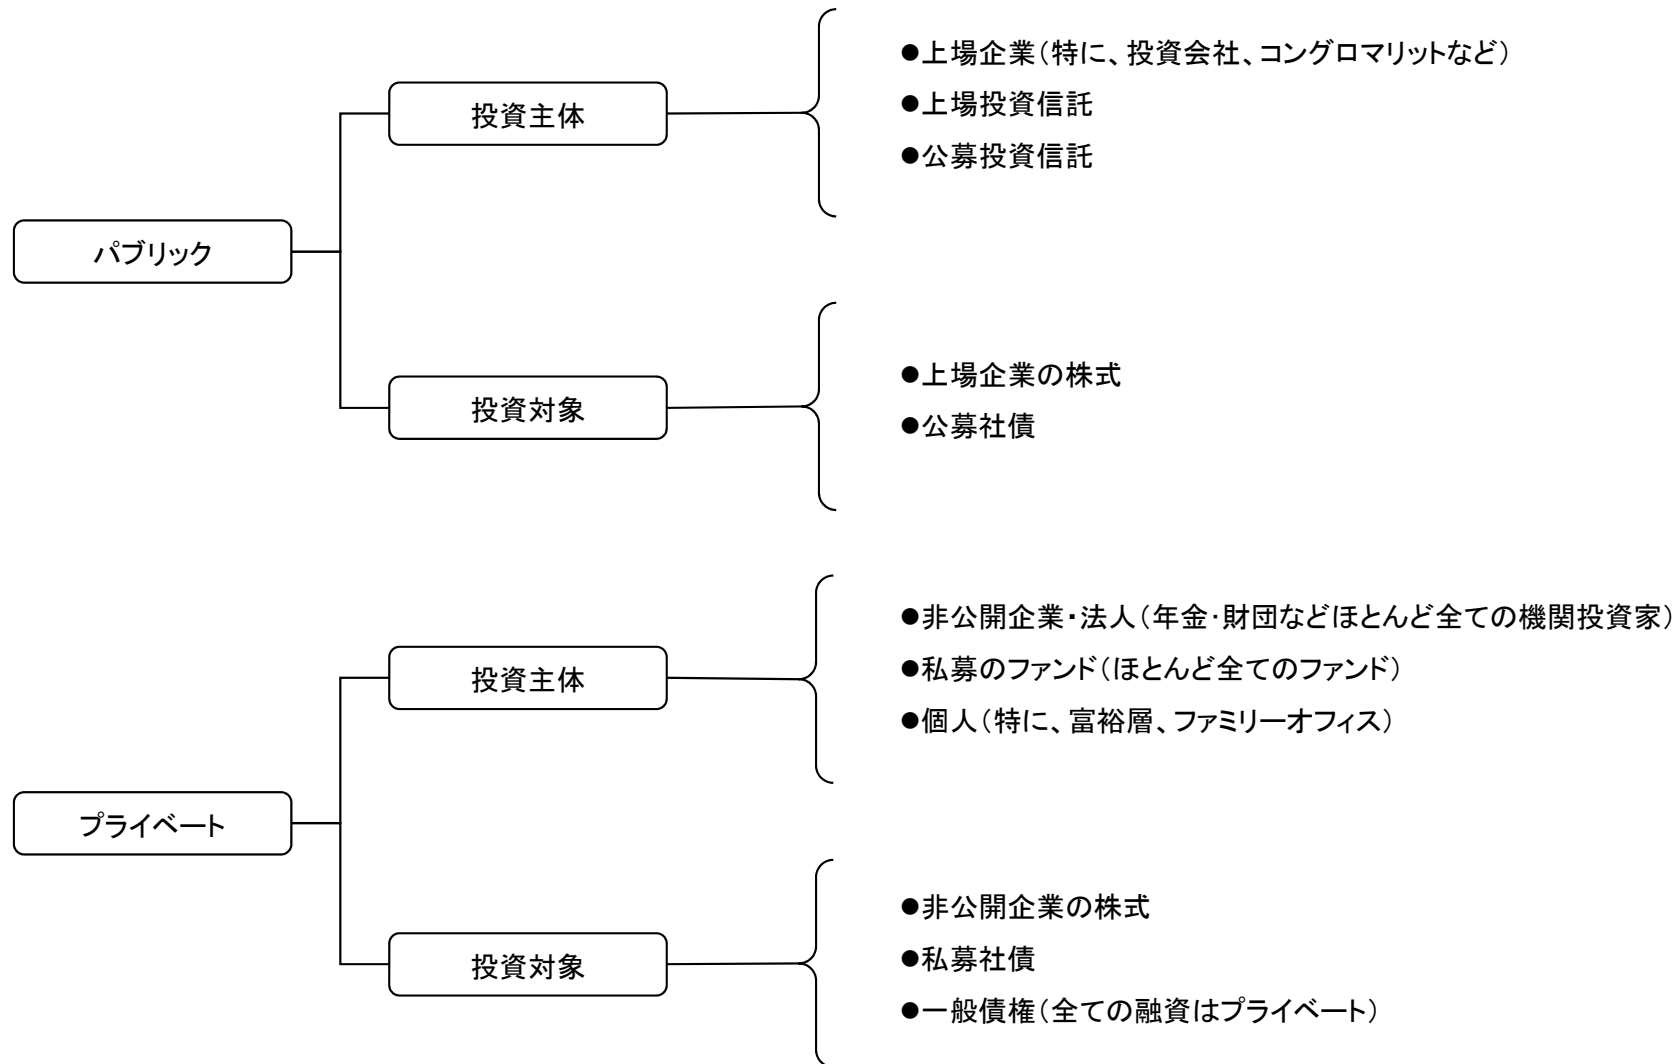 パブリック
投資主体
●上場企業(特に、投資会社、コングロマリットなど)
●上場投資信託
●公募投資信託
投資対象
●上場企業の株式
●公募社債
プライベート
投資主体
●非公開企業・法人(年金・財団などほとんど全ての機関投資家)
●私募のファンド(ほとんど全てのファンド)
●個人(特に、富裕層、ファミリーオフィス)
投資対象
●非公開企業の株式
●私募社債
●一般債権(全ての融資はプライベート)